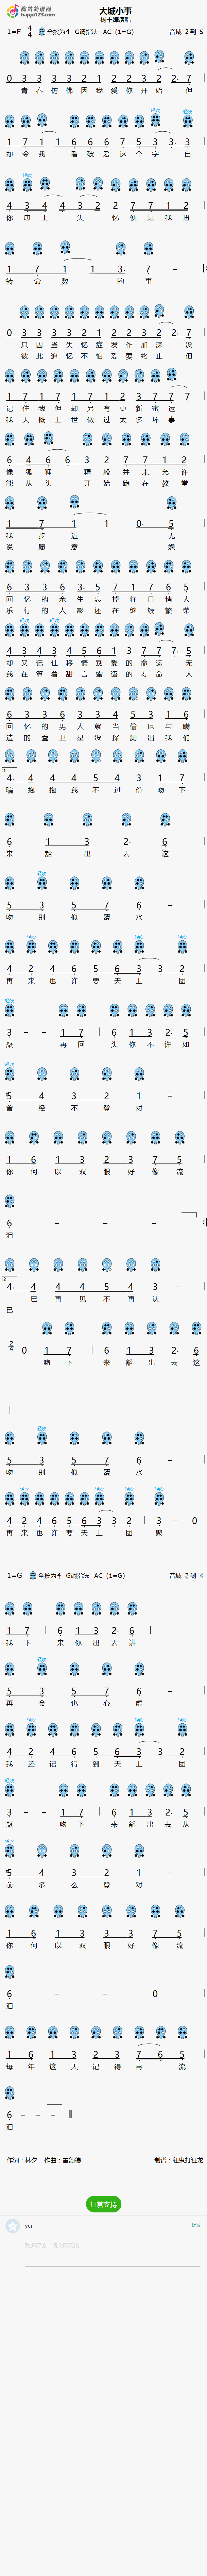 陶笛简谱网
happi123.com
大城小事
杨千嬅演唱
1=F 4/4 全按为4 G调指法 AC (1=G) 音域 2 到 5
0 3 3 3 3 2 1 2 2 3 2 2· 7
青春仿佛因我爱你开始 但
1 7 1 1 6 6 6 7 7 5 3 3· 3
却令我 看破爱这个字 自
4 3 4 4 3 2 2 7 7 1 2
你患上 失 忆便是我扭
1 7 1 1 3· 7 –
转命数 的事
0 3 3 3 3 2 1 2 2 3 2 2· 7
只因当失忆症发作加深 没
彼此追忆不怕爱要终止 但
1 7 1 7 1 7 1 2 3 7 7 7
记住我但却另有更新蜜运
我大概上世做过太多坏事
6 4 6 6 3 2 7 7 1 2
像狐狸 精般并未允许
能从头 开始跪在教堂
1 7 1 1 0· 5
我步近 无
说愿意 娱
6 3 3 6 3· 5 7 1 7 6 5
回忆的余生忘掉往日情人
乐行的人影还在继续繁荣
4 3 4 3 4 5 6 1 2 7 7· 5
却又记住移情别爱的命运 无
我在算着甜言蜜语的寿命 人
6 3 3 6 3 3 4 5 3 1 6
回忆的男人就当偷厄与瞒
造的蠢卫星没探测出我们
4· 4 4 4 5 4 3 1 7
骗抱抱我不过份吻下
6 1 3 2· 6
来豁出去这
5 3 5 7 6 –
吻别似覆水
4 2 4 6 5 6 3 3 2
再来也许要天上 团
3 – – 1 7 | 6 1 3 2· 5
聚 再回 头你不许如
5 4 3 2 1 –
曾经不登对
1 6 1 3 2 3 7 5
你何以双眼好像流
6 – – –
泪
4· 4 4 4 5 4 3 –
已再见不再认
已
2/4 0 1 7 | 6 1 3 2· 6
吻下 来豁出去这
5 3 5 7 6 –
吻别似覆水
4 2 4 6 5 6 3 3 2 | 3 – 0
再来也许要天上 团 聚
1=G 全按为4 G调指法 AC (1=G) 音域 2 到 4
1 7 | 6 1 3 2· 6
我下 来你出去讲
5 3 5 7 6 –
再会也心虚
4 2 4 6 5 6 3 3 2
我还记得到天上 团
3 – – 1 7 | 6 1 3 2· 5
聚 吻下 来豁出去从
5 4 3 2 1 –
前多么登对
1 6 1 3 3 3 7 5
你何以双眼好像流
6 – – 0
泪
1 6 1 3 2 3 7 6 5
每年这天记得再 流
6 – – –
泪
作词：林夕 作曲：雷颂德 制谱：狂鬼打狂龙
打赏支持
yci